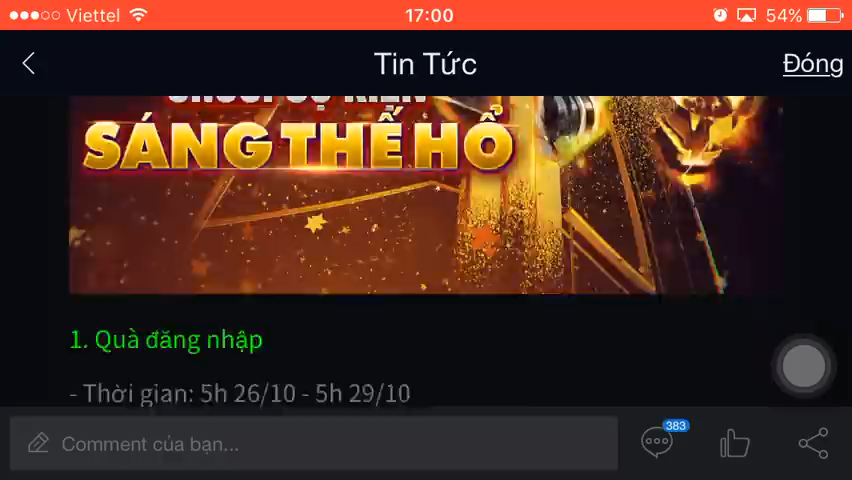 Viettel
17:00
54%
Tin Tức
Đóng
SÁNG THẾ HỔ
1. Quà đăng nhập
- Thời gian: 5h 26/10 - 5h 29/10
Comment của bạn...
383